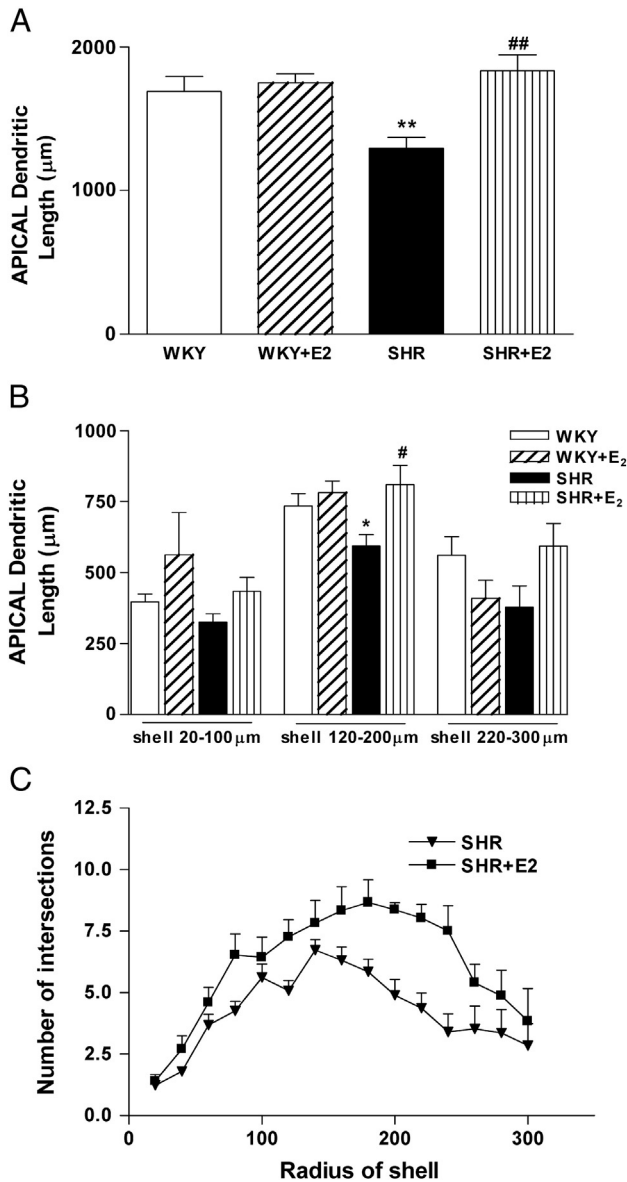 A
APICAL Dendritic
Length (μm)
2000
1000
0
**
##
WKY
WKY+E2
SHR
SHR+E2
B
APICAL Dendritic
Length (μm)
1000
750
500
250
0
*
#
WKY
WKY+E₂
SHR
SHR+E₂
shell 20-100μm
shell 120-200μm
shell 220-300μm
C
Number of intersections
12.5
10.0
7.5
5.0
2.5
0.0
SHR
SHR+E2
0
100
200
300
Radius of shell